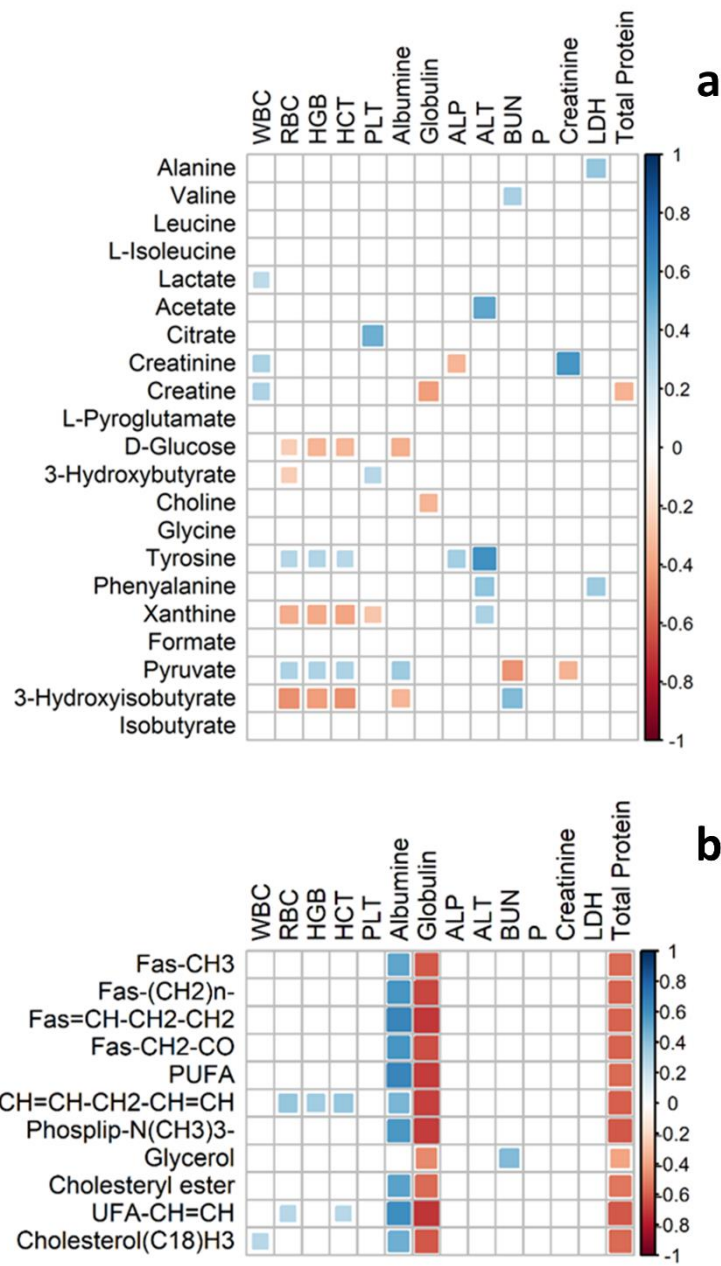 a
WBC RBC HGB HCT PLT Albumine Globulin ALP ALT BUN P Creatinine LDH Total Protein
Alanine
Valine
Leucine
L-Isoleucine
Lactate
Acetate
Citrate
Creatinine
Creatine
L-Pyroglutamate
D-Glucose
3-Hydroxybutyrate
Choline
Glycine
Tyrosine
Phenyalanine
Xanthine
Formate
Pyruvate
3-Hydroxyisobutyrate
Isobutyrate
1
0.8
0.6
0.4
0.2
0
-0.2
-0.4
-0.6
-0.8
-1
b
WBC RBC HGB HCT PLT Albumine Globulin ALP ALT BUN P Creatinine LDH Total Protein
Fas-CH3
Fas-(CH2)n-
Fas=CH-CH2-CH2
Fas-CH2-CO
PUFA
CH=CH-CH2-CH=CH
Phosplip-N(CH3)3-
Glycerol
Cholesteryl ester
UFA-CH=CH
Cholesterol(C18)H3
1
0.8
0.6
0.4
0.2
0
-0.2
-0.4
-0.6
-0.8
-1